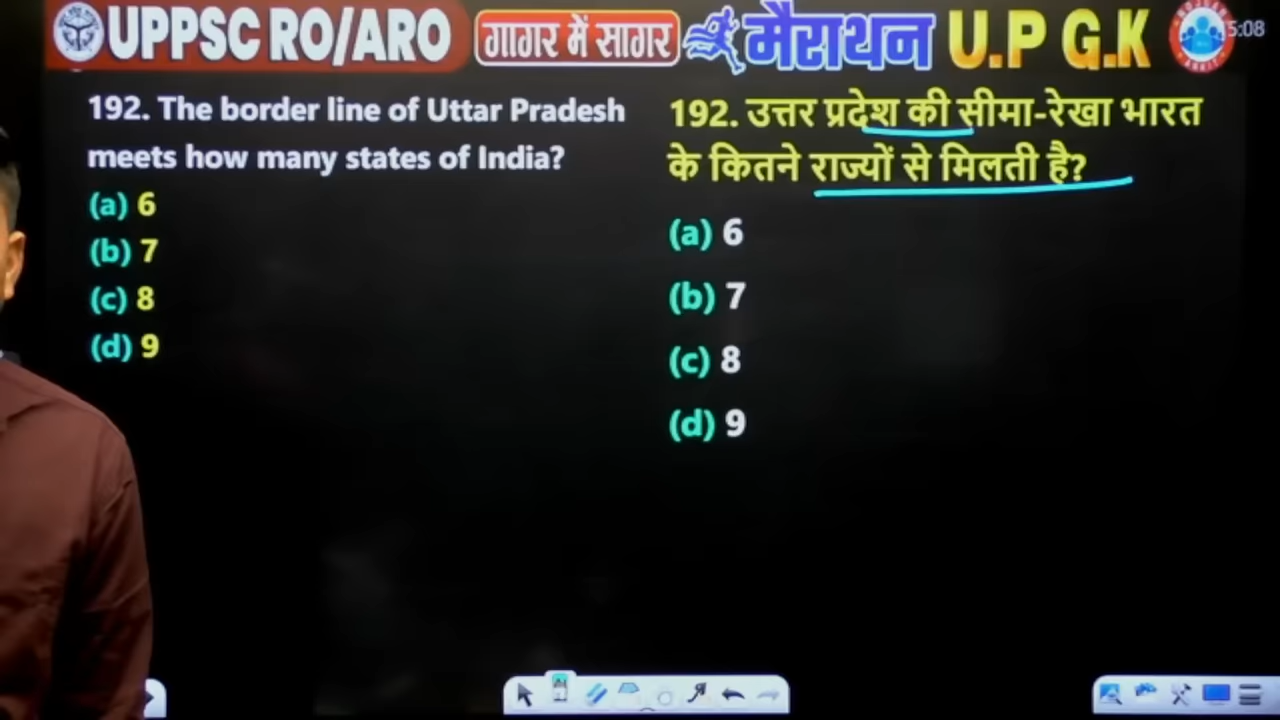 UPPSC RO/ARO गागर में सागर मैराथन U.P G.K
5:08
192. The border line of Uttar Pradesh
meets how many states of India?
(a) 6
(b) 7
(c) 8
(d) 9
192. उत्तर प्रदेश की सीमा-रेखा भारत
के कितने राज्यों से मिलती है?
(a) 6
(b) 7
(c) 8
(d) 9